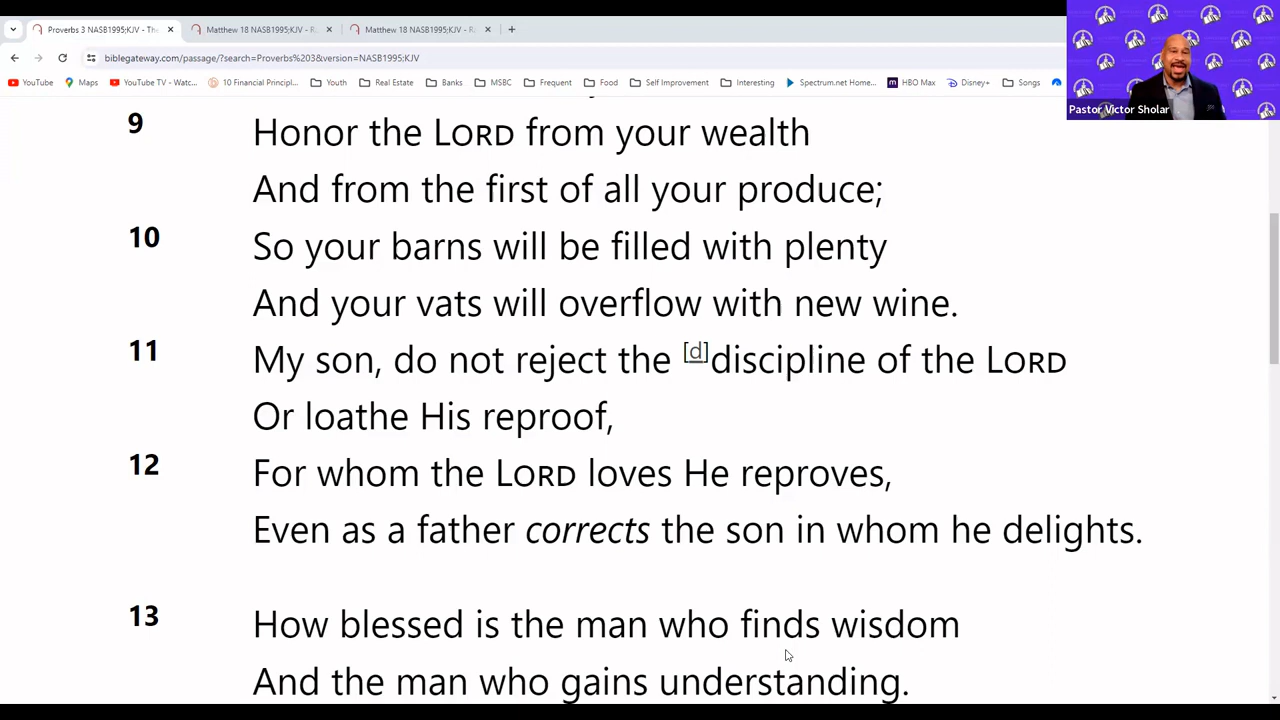 Proverbs 3 NASB1995;KJV - The
Matthew 18 NASB1995;KJV - R
Matthew 18 NASB1995;KJV - R
biblegateway.com/passage/?search=Proverbs%203&version=NASB1995;KJV
YouTube Maps YouTube TV - Watc... 10 Financial Principl... Youth Real Estate Banks MSBC Frequent Food Self Improvement Interesting Spectrum.net Home... HBO Max Disney+ Songs
Pastor Victor Sholar
9 Honor the LORD from your wealth
And from the first of all your produce;
10 So your barns will be filled with plenty
And your vats will overflow with new wine.
11 My son, do not reject the [d]discipline of the LORD
Or loathe His reproof,
12 For whom the LORD loves He reproves,
Even as a father corrects the son in whom he delights.
13 How blessed is the man who finds wisdom
And the man who gains understanding.